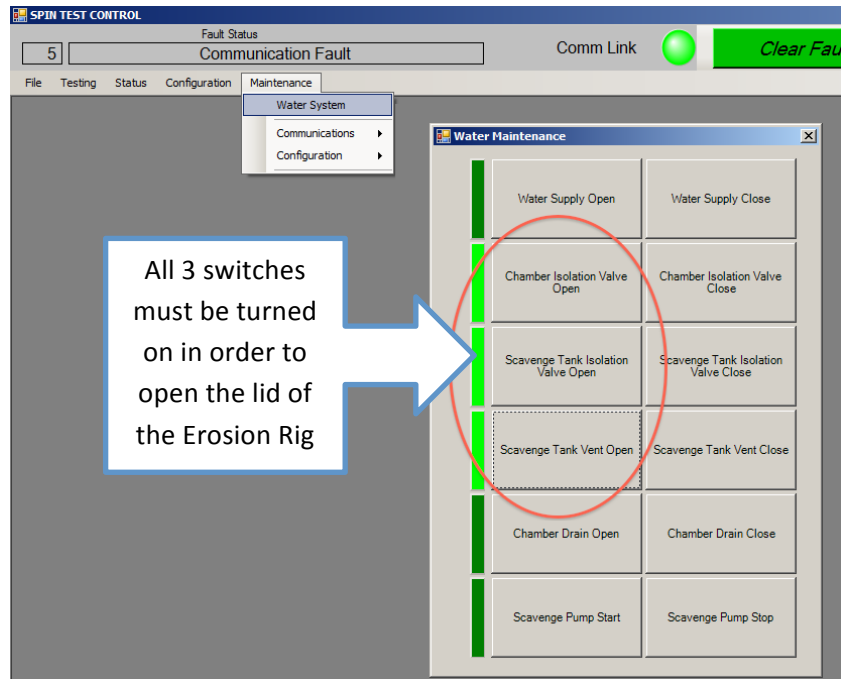 SPIN TEST CONTROL
Fault Status
5 Communication Fault Comm Link
File Testing Status Configuration Maintenance
Water System
Communications
Configuration
Water Maintenance
Water Supply Open Water Supply Close
Chamber Isolation Valve
Open
Chamber Isolation Valve
Close
Scavenge Tank Isolation
Valve Open
Scavenge Tank Isolation
Valve Close
Scavenge Tank Vent Open Scavenge Tank Vent Close
Chamber Drain Open Chamber Drain Close
Scavenge Pump Start Scavenge Pump Stop
All 3 switches
must be turned
on in order to
open the lid of
the Erosion Rig
Clear Fau